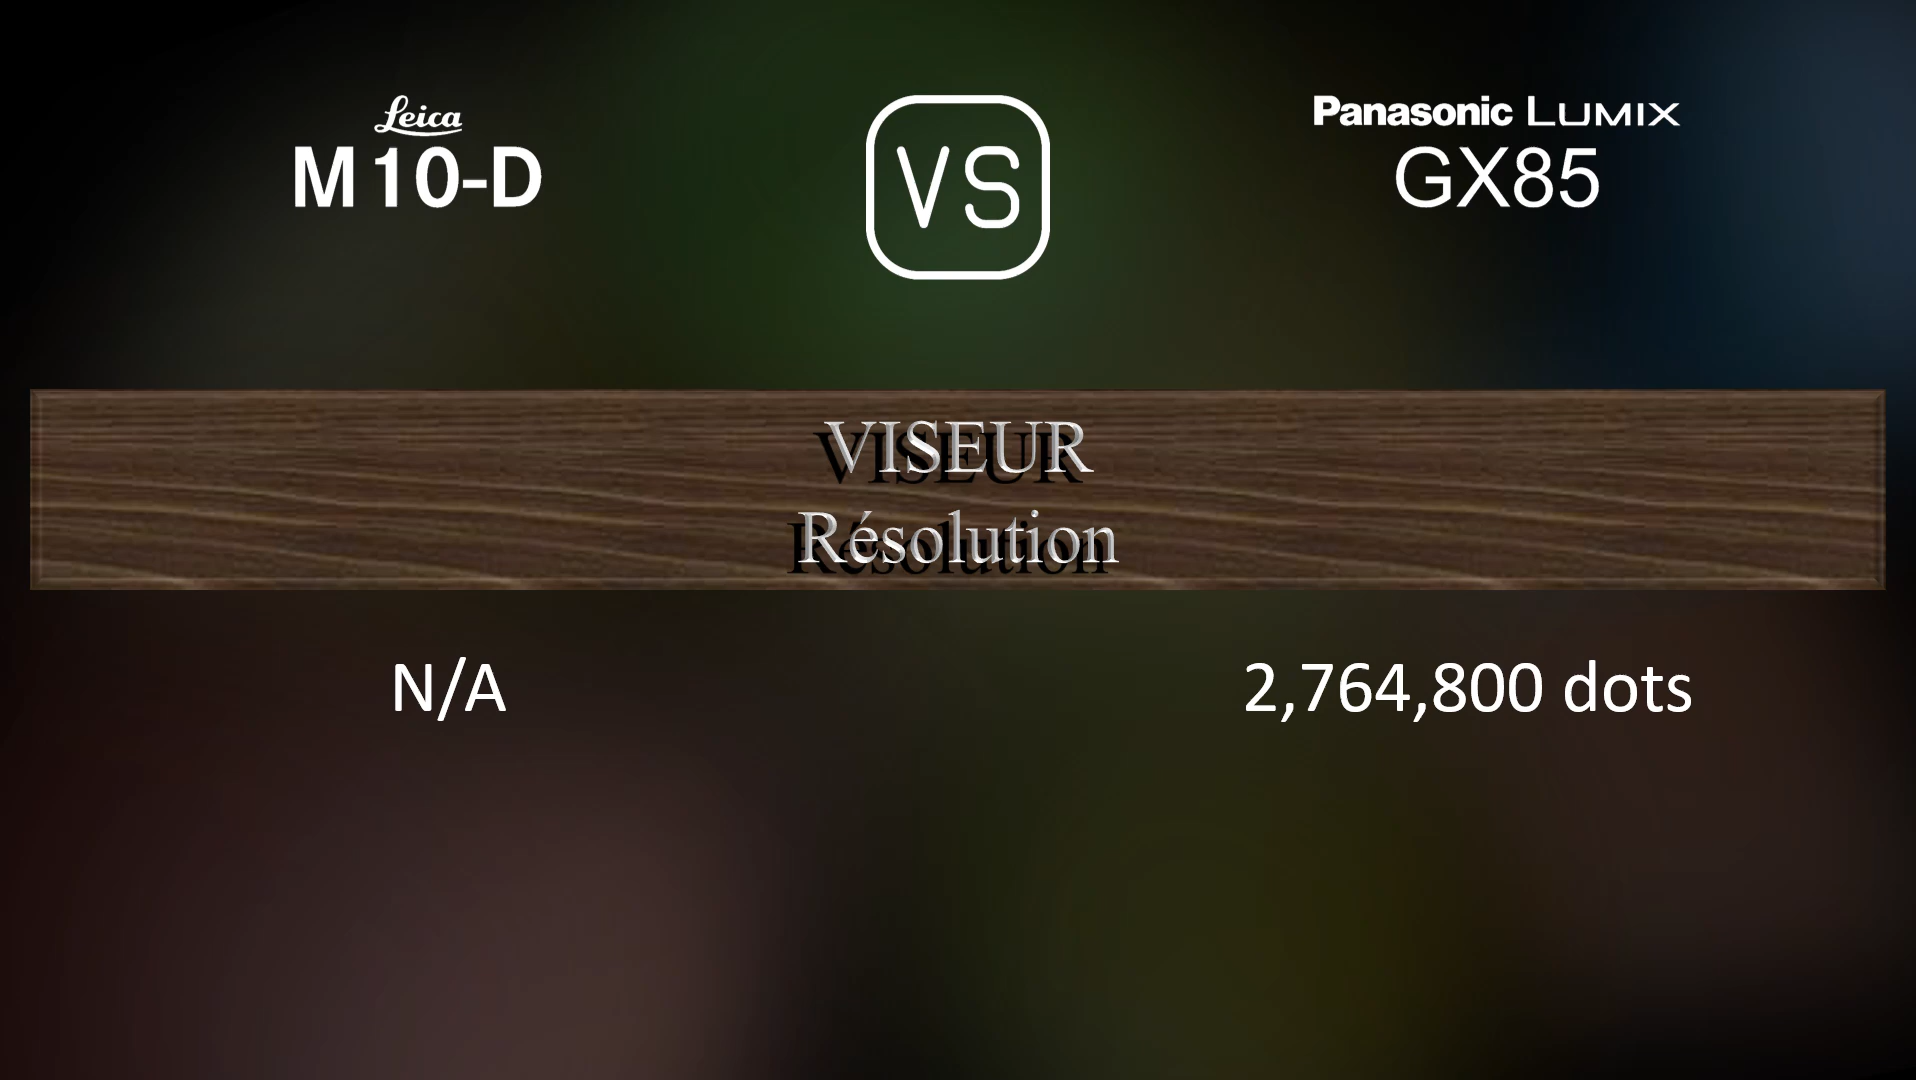 Leica
M10-D
VS
Panasonic LUMIX
GX85
VISEUR
Résolution
N/A
2,764,800 dots